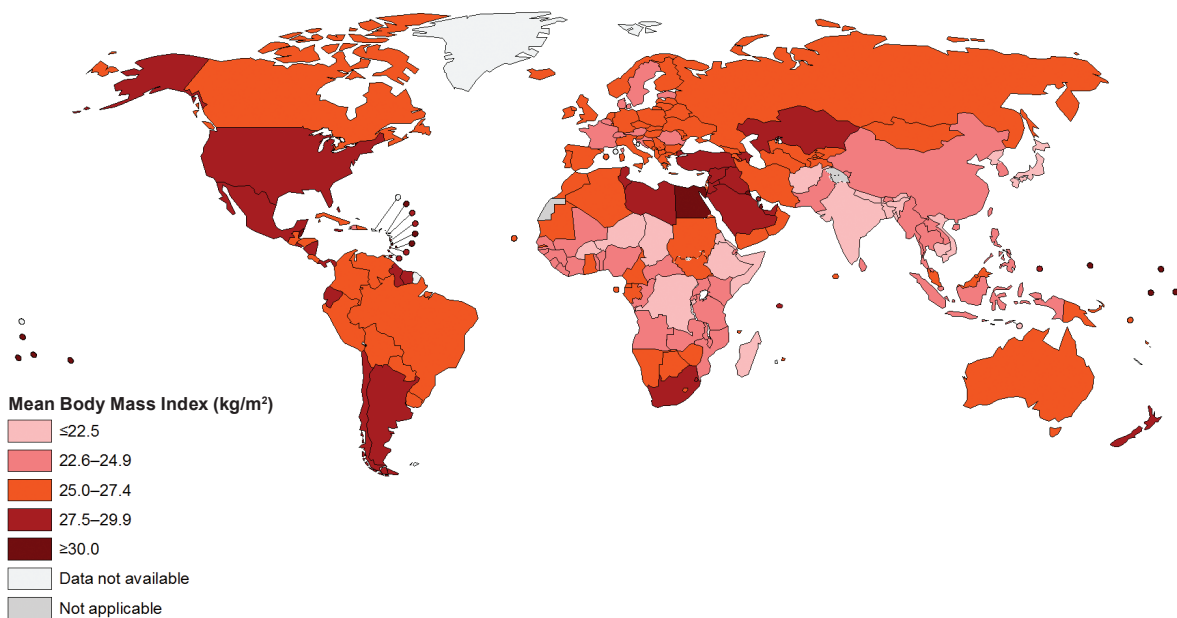 Mean Body Mass Index (kg/m²)
≤22.5
22.6–24.9
25.0–27.4
27.5–29.9
≥30.0
Data not available
Not applicable